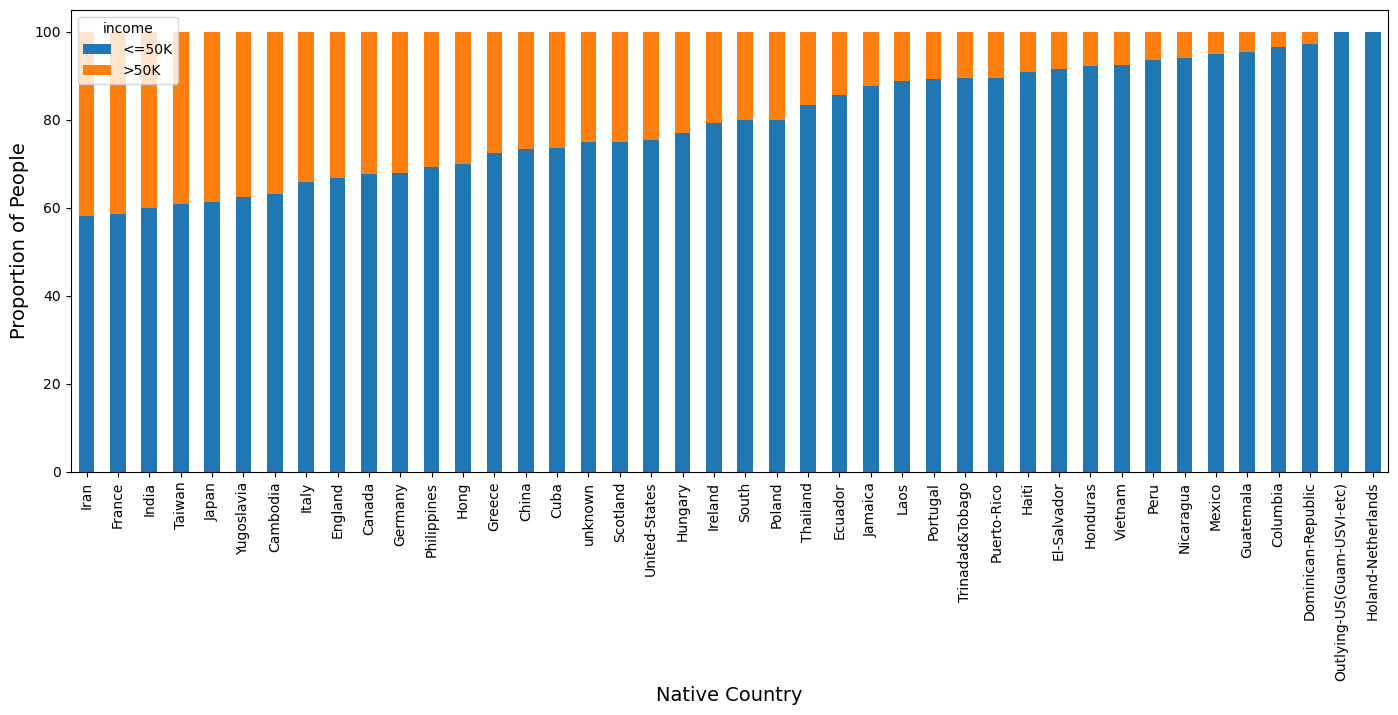 income
<=50K
>50K
Proportion of People
100
80
60
40
20
0
Iran
France
India
Taiwan
Japan
Yugoslavia
Cambodia
Italy
England
Canada
Germany
Philippines
Hong
Greece
China
Cuba
unknown
Scotland
United-States
Hungary
Ireland
South
Poland
Thailand
Ecuador
Jamaica
Laos
Portugal
Trinadad&Tobago
Puerto-Rico
Haiti
El-Salvador
Honduras
Vietnam
Peru
Nicaragua
Mexico
Guatemala
Columbia
Dominican-Republic
Outlying-US(Guam-USVI-etc)
Holand-Netherlands
Native Country